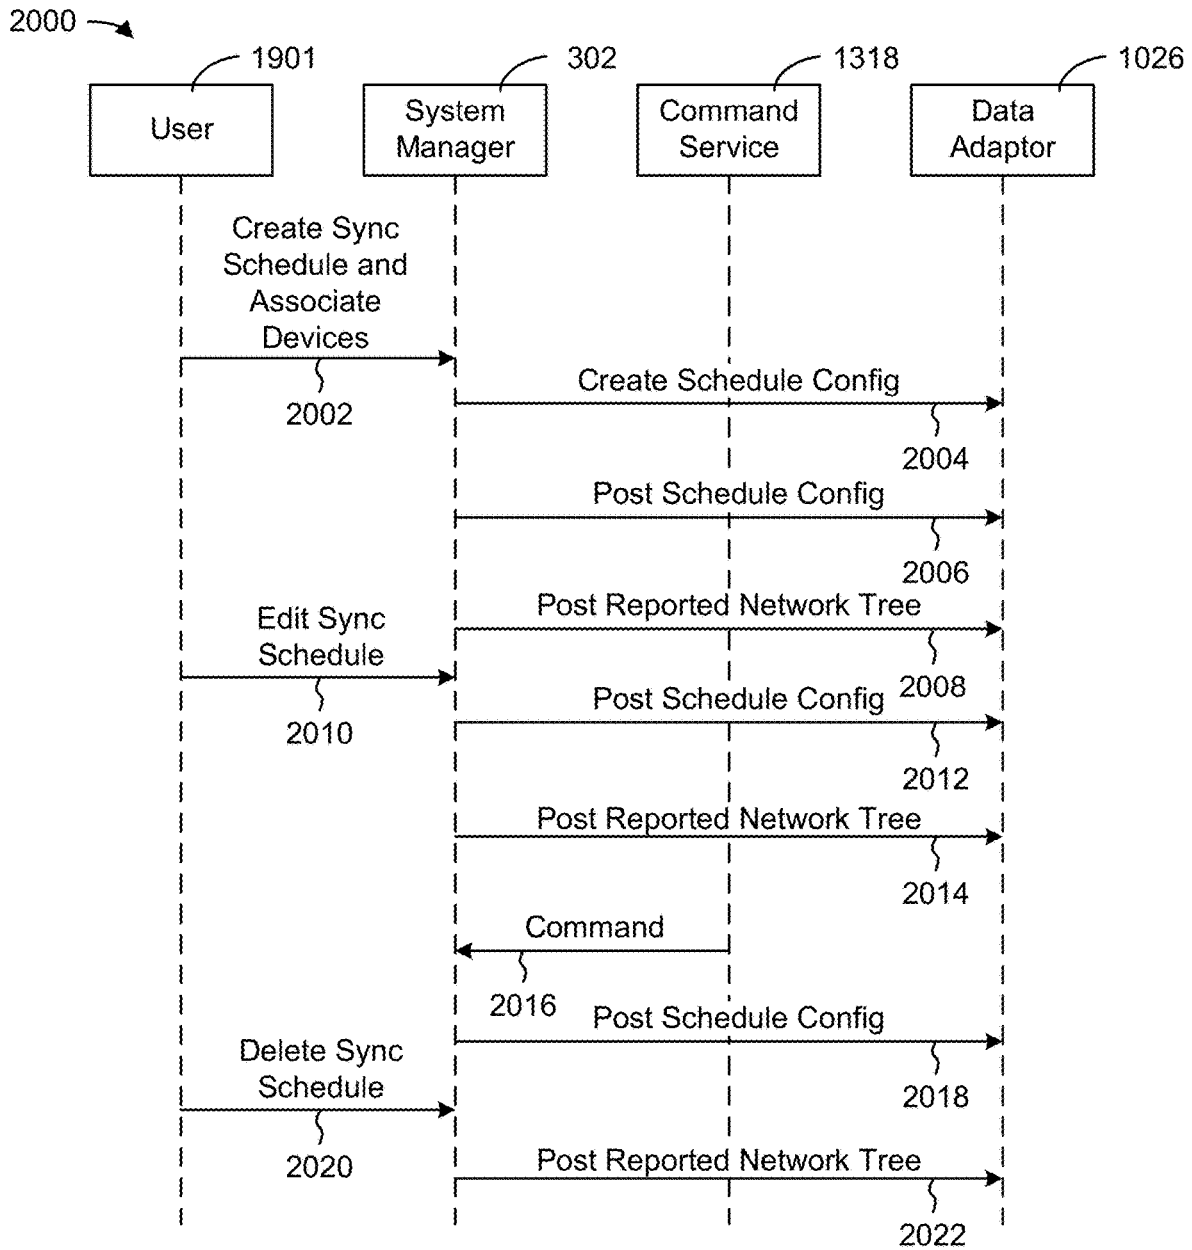 2000
1901
302
1318
1026
User
System
Manager
Command
Service
Data
Adaptor
Create Sync
Schedule and
Associate
Devices
2002
Create Schedule Config
2004
Post Schedule Config
2006
Post Reported Network Tree
2008
Edit Sync
Schedule
2010
Post Schedule Config
2012
Post Reported Network Tree
2014
Command
2016
Post Schedule Config
2018
Delete Sync
Schedule
2020
Post Reported Network Tree
2022